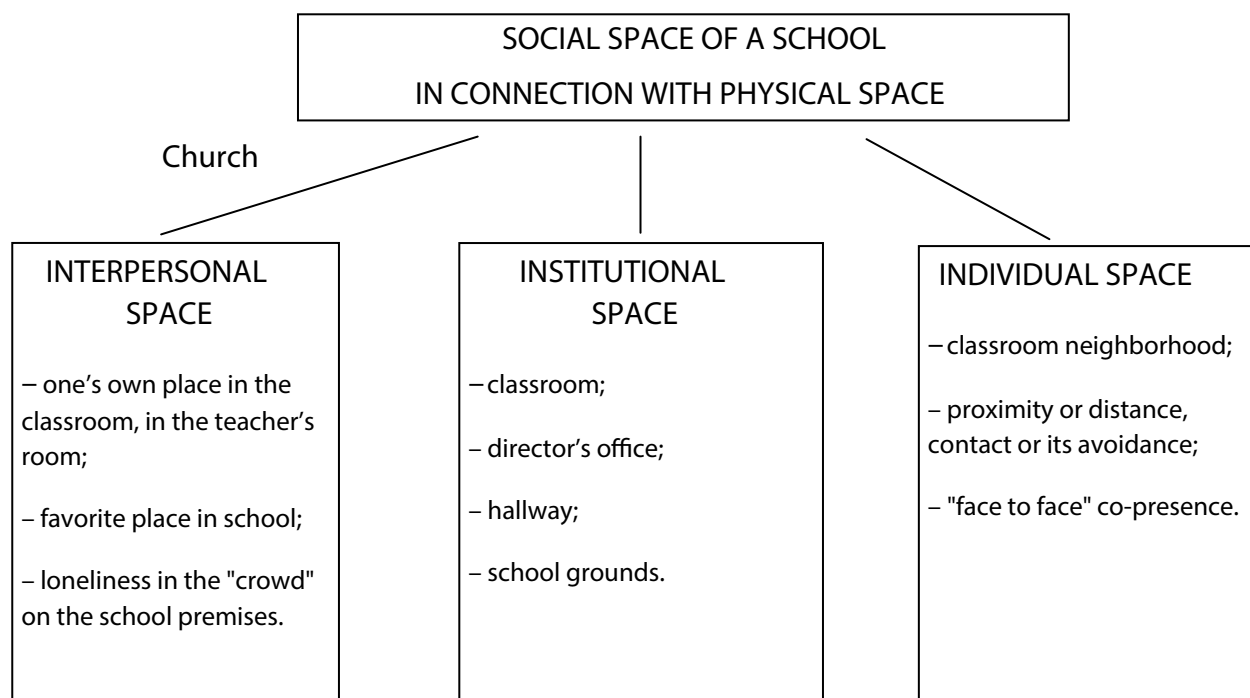 SOCIAL SPACE OF A SCHOOL
IN CONNECTION WITH PHYSICAL SPACE
Church
INTERPERSONAL
SPACE
– one’s own place in the
classroom, in the teacher’s
room;
– favorite place in school;
– loneliness in the "crowd"
on the school premises.
INSTITUTIONAL
SPACE
– classroom;
– director’s office;
– hallway;
– school grounds.
INDIVIDUAL SPACE
– classroom neighborhood;
– proximity or distance,
contact or its avoidance;
– "face to face" co-presence.